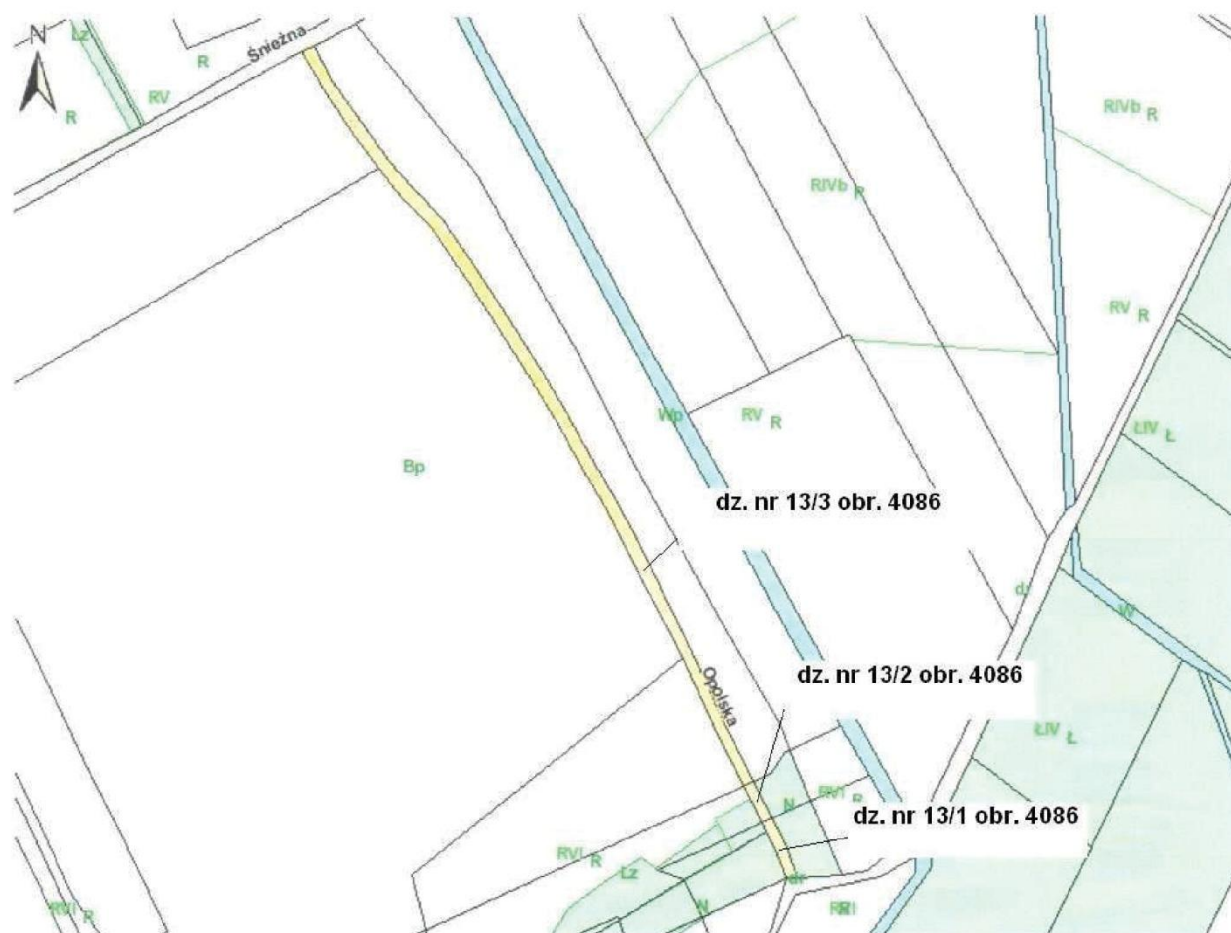 N
Lz
Śnieżna
R
RV
R
RIVb R
RIVb R
RV R
Wp
RV R
ŁIV Ł
Bp
dz. nr 13/3 obr. 4086
dr
W
dz. nr 13/2 obr. 4086
Opolska
ŁIV Ł
RVI R
N
dz. nr 13/1 obr. 4086
RVI R
Lz
dr
RVI R
N